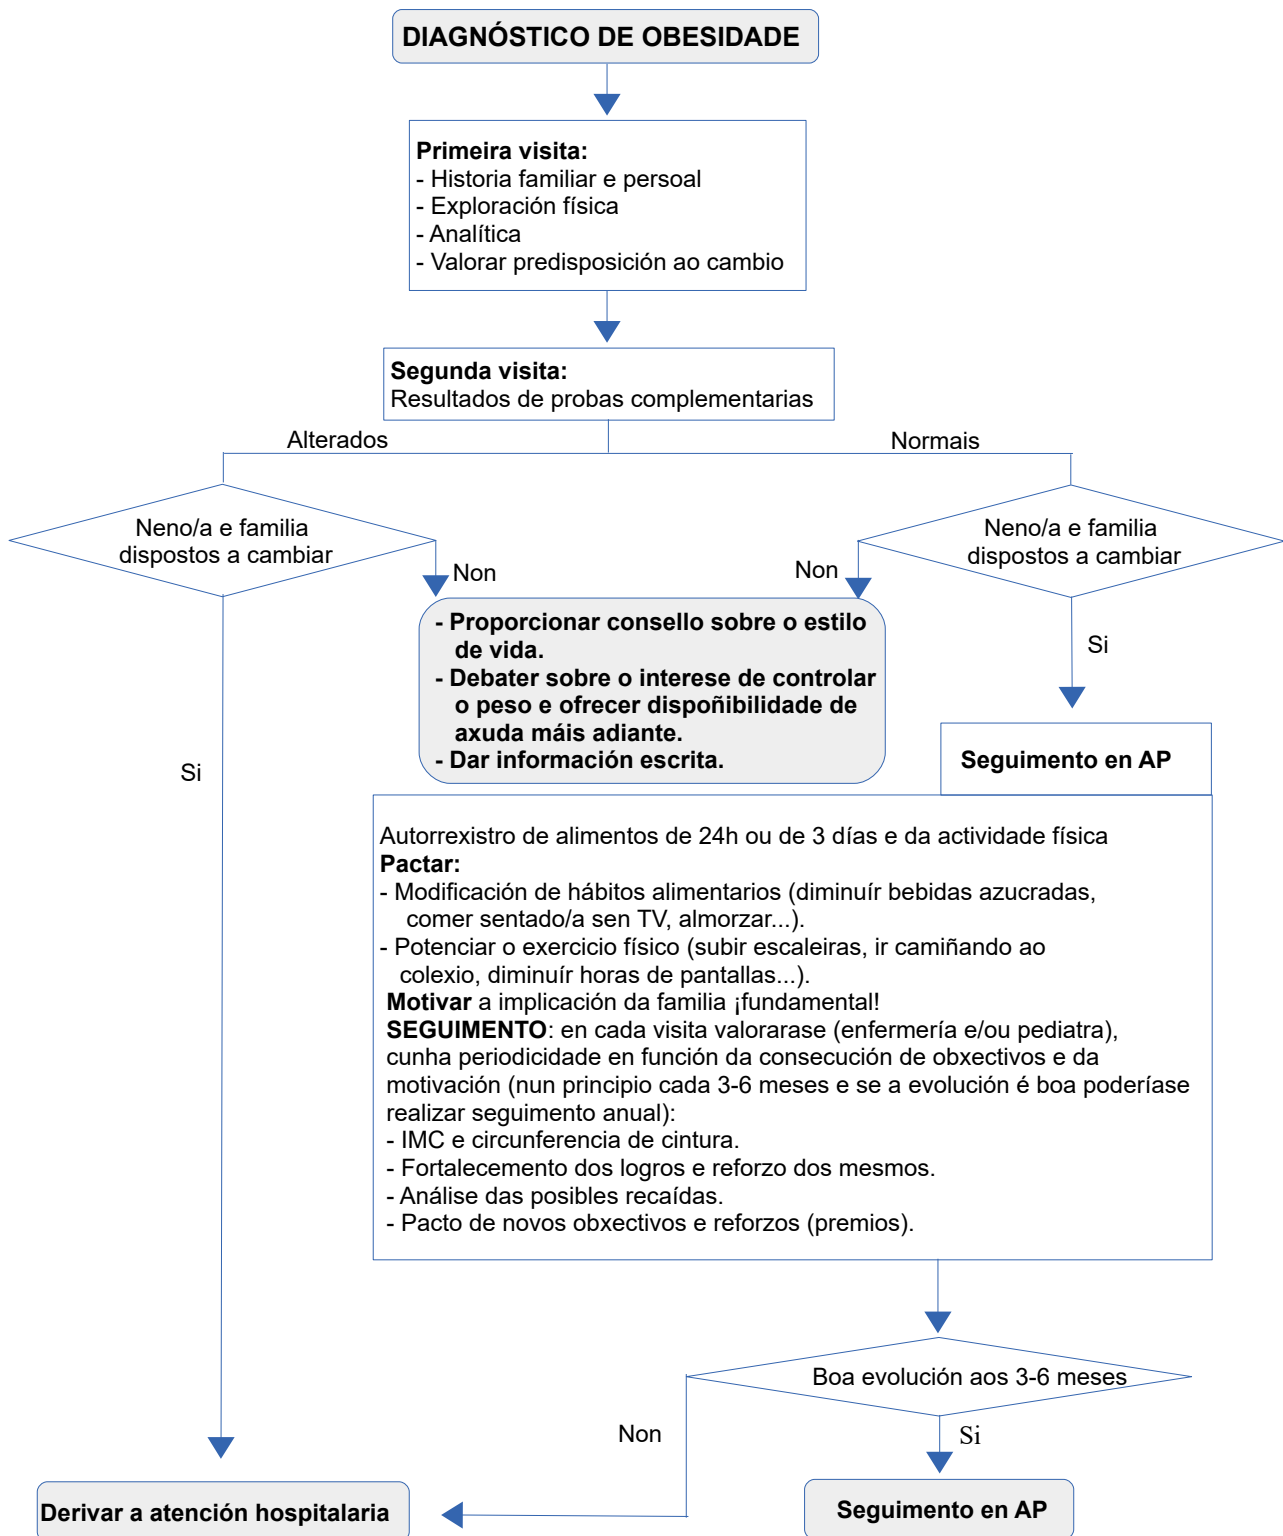 DIAGNÓSTICO DE OBESIDADE
Primeira visita:
- Historia familiar e persoal
- Exploración física
- Analítica
- Valorar predisposición ao cambio
Segunda visita:
Resultados de probas complementarias
Alterados
Normais
Neno/a e familia
dispostos a cambiar
Neno/a e familia
dispostos a cambiar
Non
Non
- Proporcionar consello sobre o estilo
de vida.
- Debater sobre o interese de controlar
o peso e ofrecer dispoñibilidade de
axuda máis adiante.
- Dar información escrita.
Si
Si
Seguimento en AP
Autorrexistro de alimentos de 24h ou de 3 días e da actividade física
Pactar:
- Modificación de hábitos alimentarios (diminuír bebidas azucradas,
comer sentado/a sen TV, almorzar...).
- Potenciar o exercicio físico (subir escaleiras, ir camiñando ao
colexio, diminuír horas de pantallas...).
Motivar a implicación da familia ¡fundamental!
SEGUIMENTO: en cada visita valorarase (enfermería e/ou pediatra),
cunha periodicidade en función da consecución de obxectivos e da
motivación (nun principio cada 3-6 meses e se a evolución é boa poderíase
realizar seguimento anual):
- IMC e circunferencia de cintura.
- Fortalecemento dos logros e reforzo dos mesmos.
- Análise das posibles recaídas.
- Pacto de novos obxectivos e reforzos (premios).
Boa evolución aos 3-6 meses
Non
Si
Derivar a atención hospitalaria
Seguimento en AP